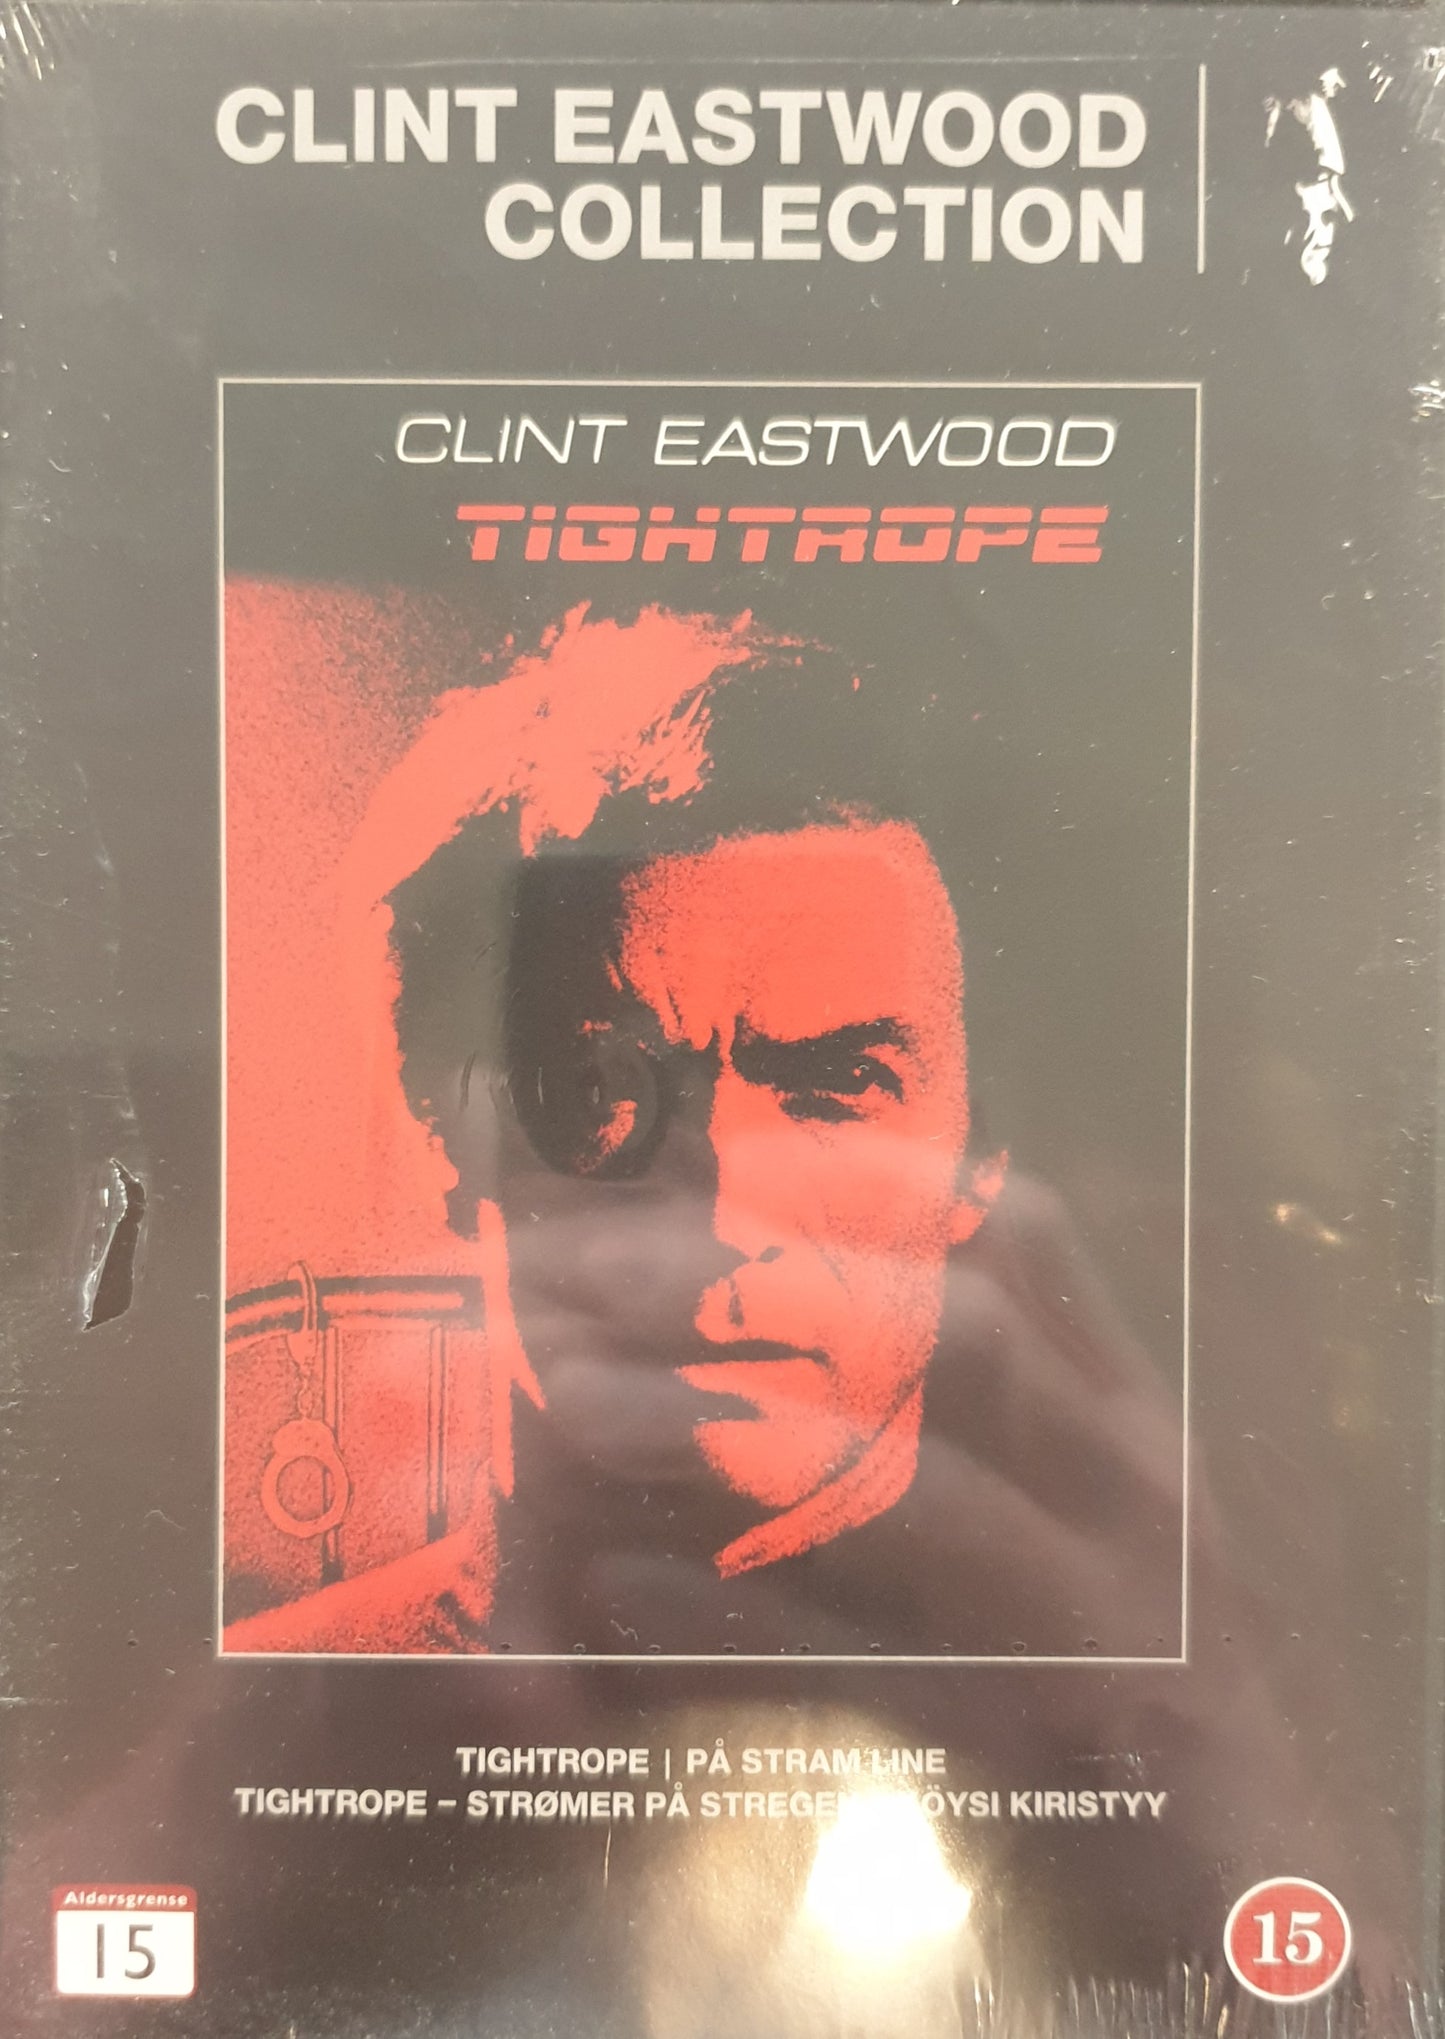 CLINT EASTWOOD
COLLECTION
CLINT EASTWOOD
TIGHTROPE
TIGHTROPE | PÅ STRAM LINE
TIGHTROPE – STRØMER PÅ KIRISTYY
Aldersgrense
15
15